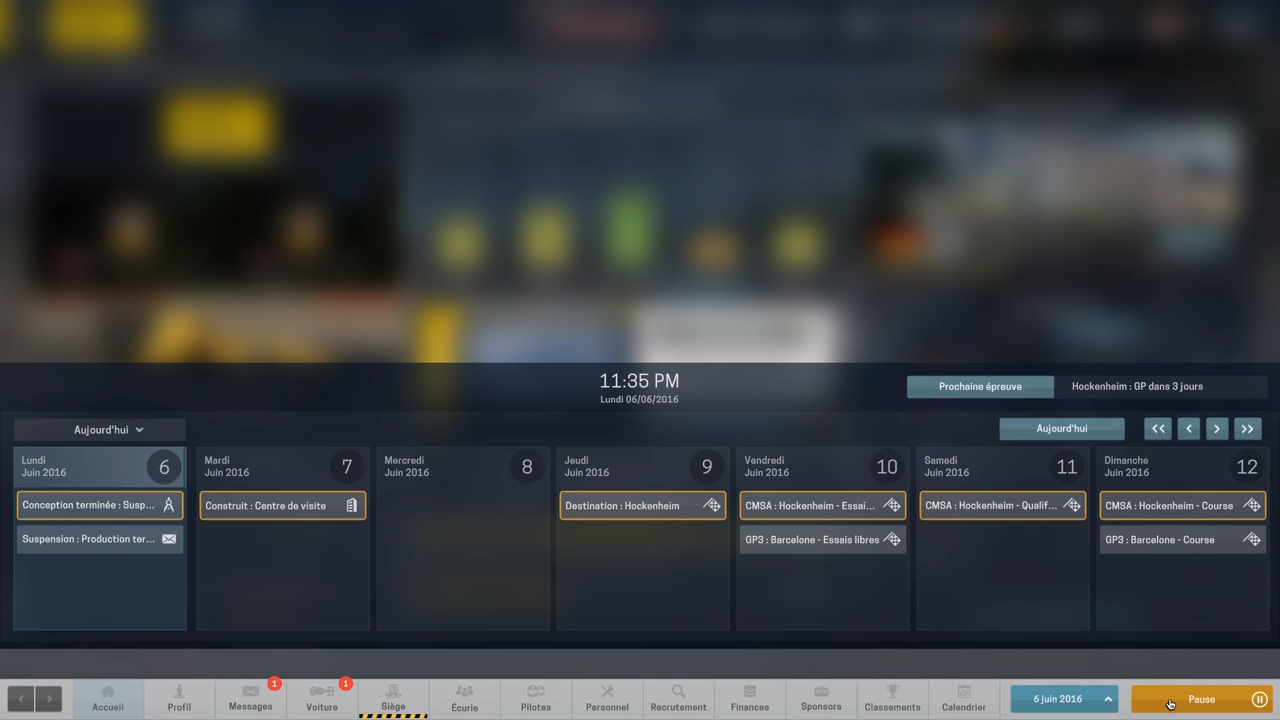 11:35 PM
Lundi 06/06/2016
Prochaine épreuve
Hockenheim : GP dans 3 jours
Aujourd'hui
Aujourd'hui
Lundi
Juin 2016
6
Mardi
Juin 2016
7
Mercredi
Juin 2016
8
Jeudi
Juin 2016
9
Vendredi
Juin 2016
10
Samedi
Juin 2016
11
Dimanche
Juin 2016
12
Conception terminée : Susp...
Construit : Centre de visite
Destination : Hockenheim
CMSA : Hockenheim - Essai...
CMSA : Hockenheim - Qualif...
CMSA : Hockenheim - Course
Suspension : Production ter...
GP3 : Barcelone - Essais libres
GP3 : Barcelone - Course
Accueil
Profil
1
Messages
1
Voiture
Siège
Écurie
Pilotes
Personnel
Recrutement
Finances
Sponsors
Classements
Calendrier
6 juin 2016
Pause